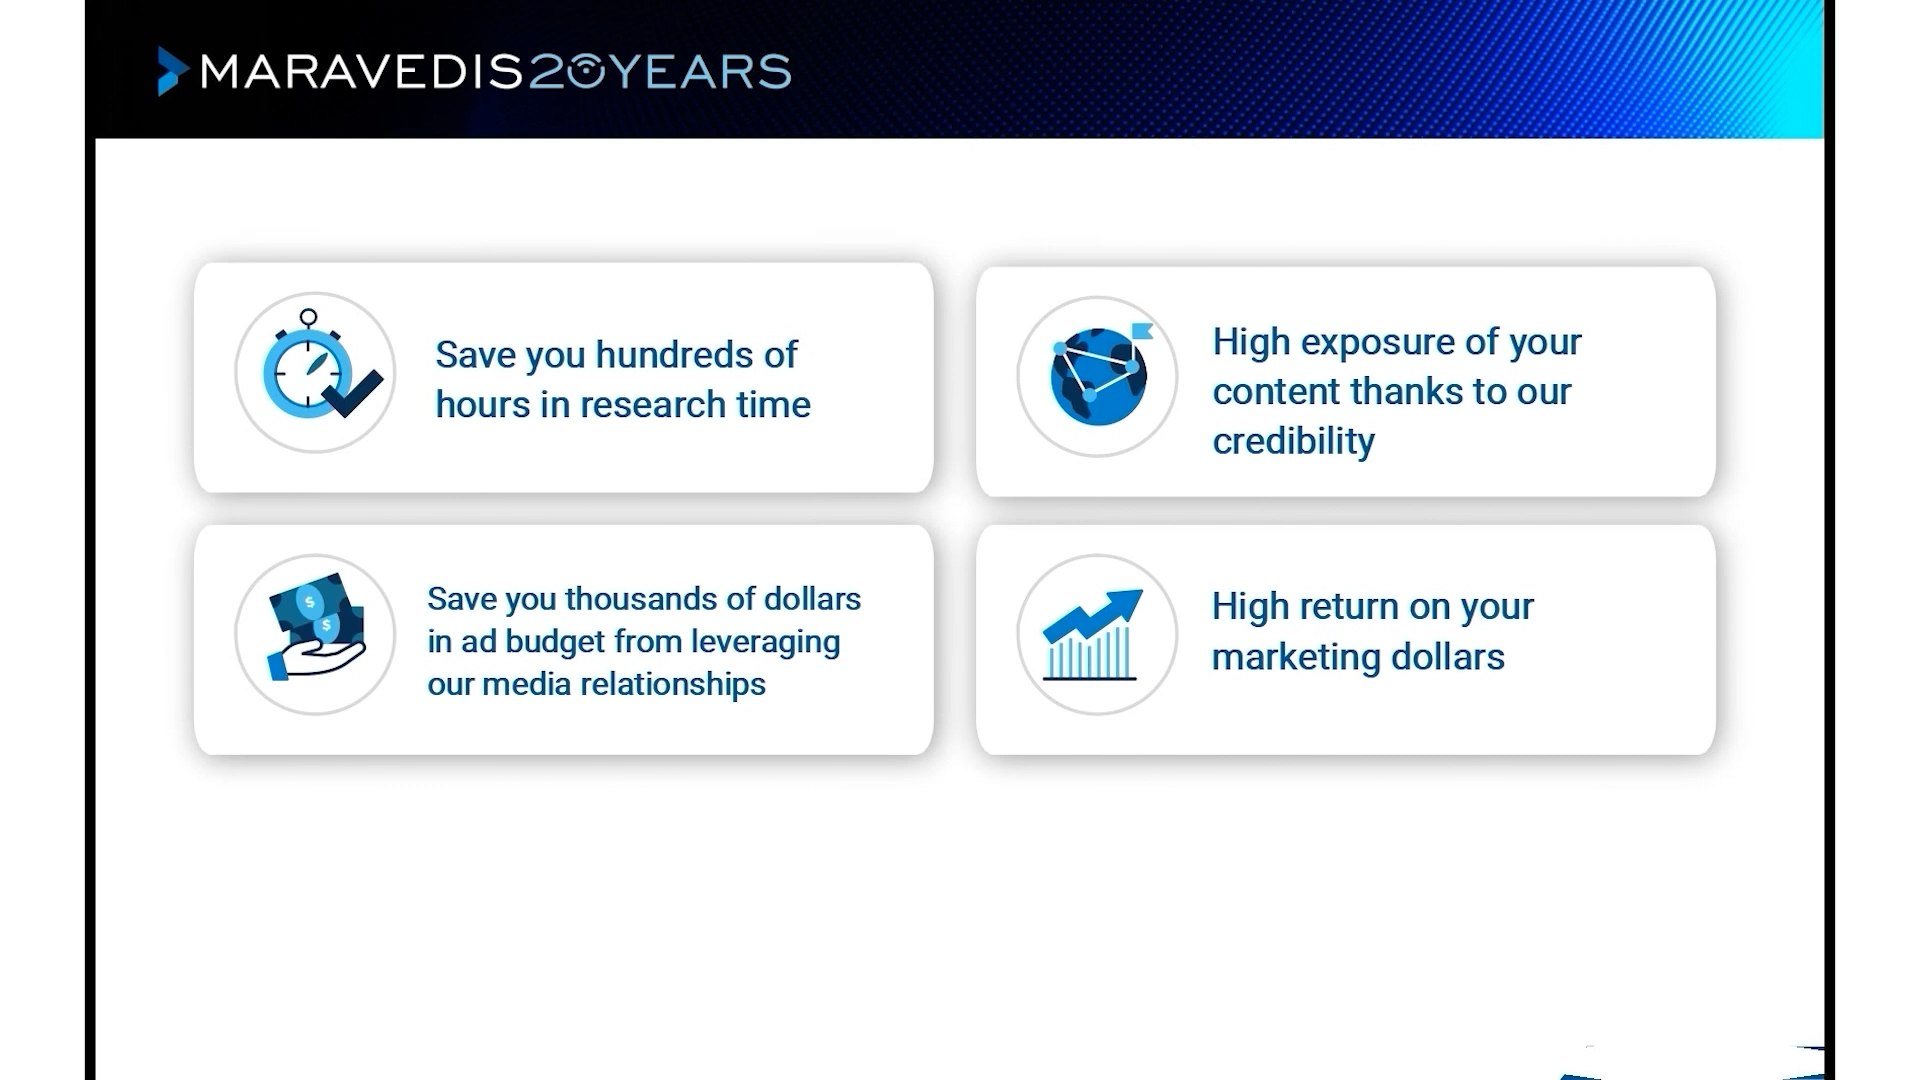 MARAVEDIS20YEARS
Save you hundreds of
hours in research time
High exposure of your
content thanks to our
credibility
$
$
Save you thousands of dollars
in ad budget from leveraging
our media relationships
High return on your
marketing dollars